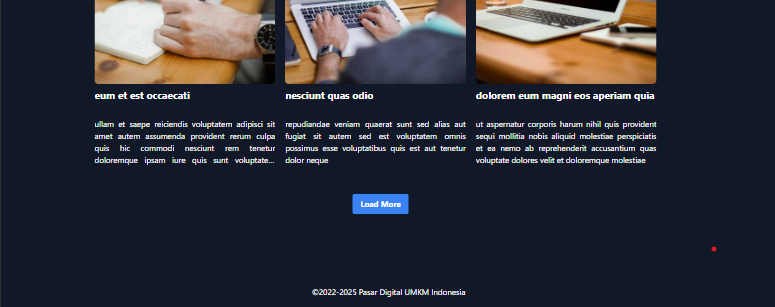 eum et est occaecati
ullam et saepe reiciendis voluptatem adipisci sit
amet autem assumenda provident rerum culpa
quis hic commodi nesciunt rem tenetur
doloremque ipsam iure quis sunt voluptate...
nesciunt quas odio
repudiandae veniam quaerat sunt sed alias aut
fugiat sit autem sed est voluptatem omnis
possimus esse voluptatibus quis est aut tenetur
dolor neque
dolorem eum magni eos aperiam quia
ut aspernatur corporis harum nihil quis provident
sequi mollitia nobis aliquid molestiae perspiciatis
et ea nemo ab reprehenderit accusantium quas
voluptate dolores velit et doloremque molestiae
Load More
©2022-2025 Pasar Digital UMKM Indonesia